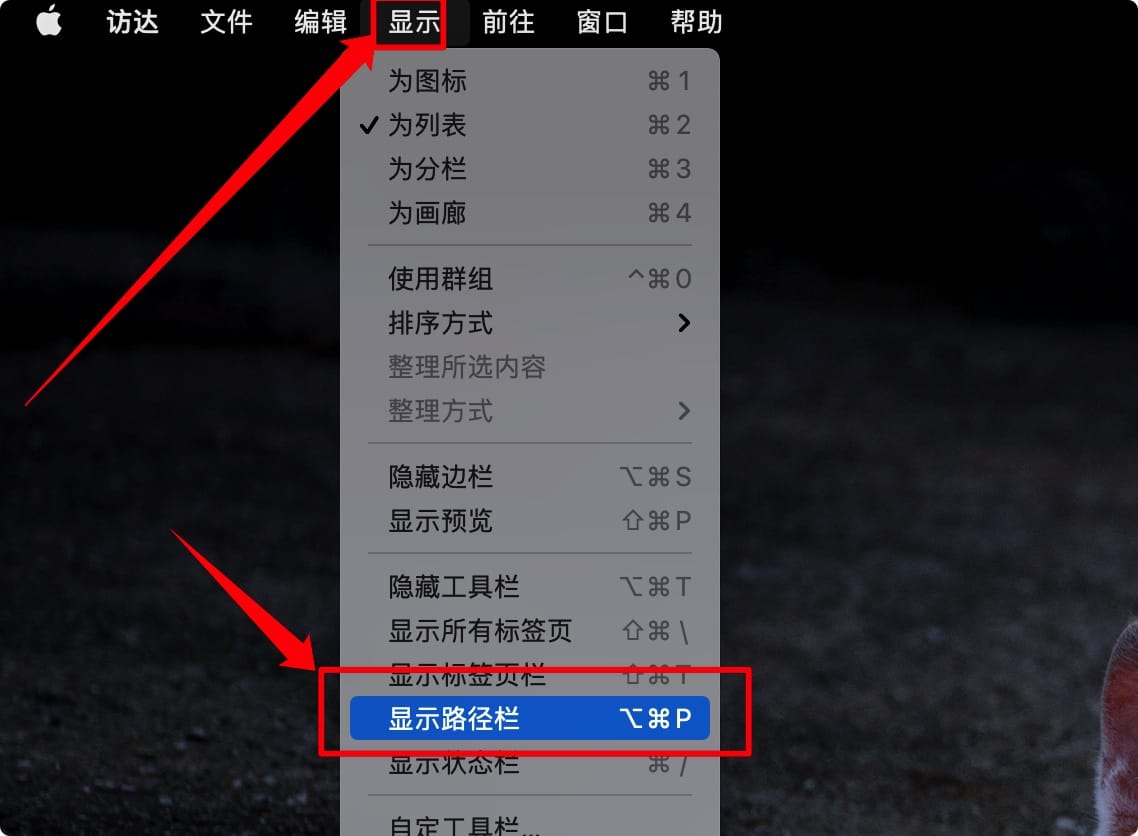 访达 文件 编辑 显示 前往 窗口 帮助
为图标 ⌘ 1
✓ 为列表 ⌘ 2
为分栏 ⌘ 3
为画廊 ⌘ 4
使用群组 ^⌘ 0
排序方式 >
整理所选内容
整理方式 >
隐藏边栏 ⌥⌘ S
显示预览 ⇧⌘ P
隐藏工具栏 ⌥⌘ T
显示所有标签页 ⇧⌘ \
显示标签页栏 ⇧⌘ T
显示路径栏 ⌥⌘ P
显示状态栏 ⌘ /
自定工具栏...